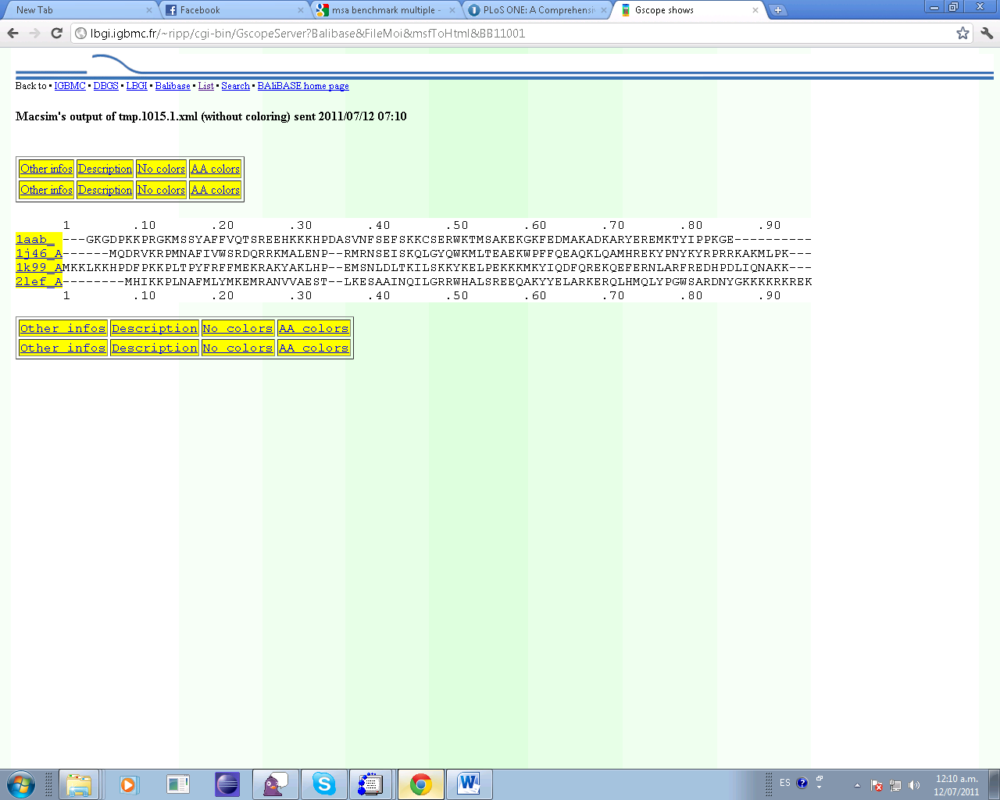 New Tab
Facebook
msa benchmark multiple -
PLoS ONE: A Comprehensiv
Gscope shows
lbgi.igbmc.fr/~ripp/cgi-bin/GscopeServer?Balibase&FileMoi&msfToHtml&BB11001
Back to • IGBMC • DBGS • LBGI • Balibase • List • Search • BAliBASE home page
Macsim's output of tmp.1015.1.xml (without coloring) sent 2011/07/12 07:10
Other infos Description No colors AA colors
Other infos Description No colors AA colors
1 .10 .20 .30 .40 .50 .60 .70 .80 .90
1aab_ ---GKGDPKKPRGKMSSYAFFVQTSREEHKKKHPDASVNFSEFSKKCSERWKTMSAKEKGKFEDMAKADKARYEREMKTYIPPKGE----------
1j46_A------MQDRVKRPMNAFIVWSRDQRRKMALENP--RMRNSEISKQLGYQWKMLTEAEKWPFFQEAQKLQAMHREKYPNYKYRPRRKAKMLPK---
1k99_AMKKLKKHPDFPKKPLTPYFRFFMEKRAKYAKLHP--EMSNLDLTKILSKKYKELPEKKKMKYIQDFQREKQEFERNLARFREDHPDLIQNAKK---
2lef_A--------MHIKKPLNAFMLYMKEMRANVVAEST--LKESAAINQILGRRWHALSREEQAKYYELARKERQLHMQLYPGWSARDNYGKKKKRKREK
1 .10 .20 .30 .40 .50 .60 .70 .80 .90
Other infos Description No colors AA colors
Other infos Description No colors AA colors
ES
12:10 a.m.
12/07/2011